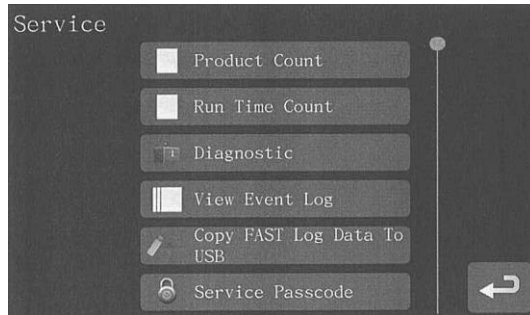 Service
Product Count
Run Time Count
Diagnostic
View Event Log
Copy FAST Log Data To
USB
Service Passcode